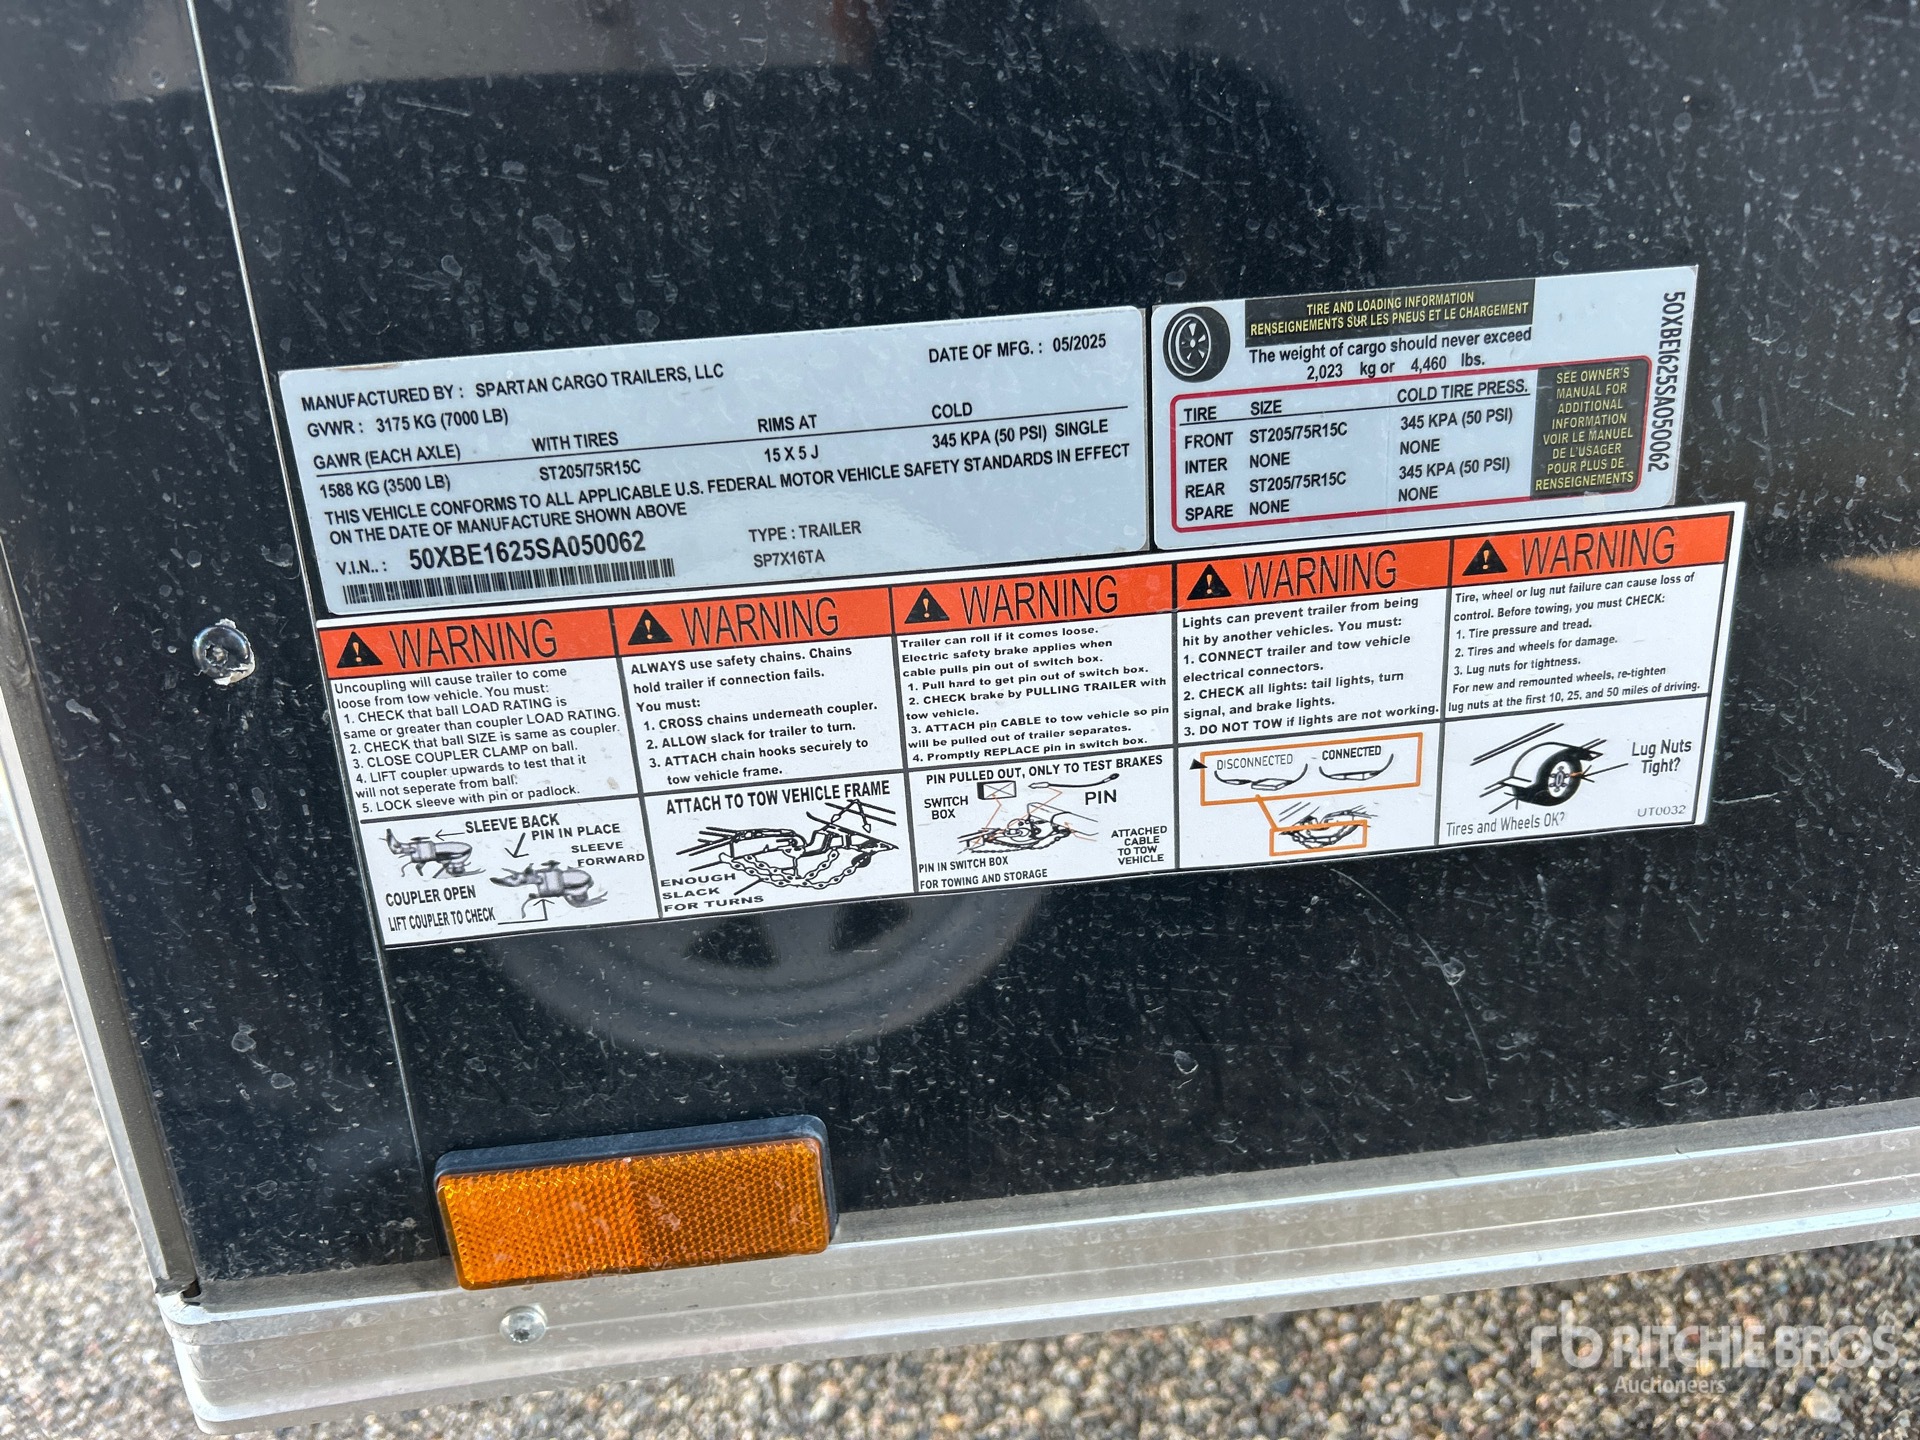 MANUFACTURED BY : SPARTAN CARGO TRAILERS, LLC DATE OF MFG. : 05/2025
GVWR : 3175 KG (7000 LB)
GAWR (EACH AXLE) WITH TIRES RIMS AT COLD
1588 KG (3500 LB) ST205/75R15C 15 X 5 J 345 KPA (50 PSI) SINGLE
THIS VEHICLE CONFORMS TO ALL APPLICABLE U.S. FEDERAL MOTOR VEHICLE SAFETY STANDARDS IN EFFECT
ON THE DATE OF MANUFACTURE SHOWN ABOVE
V.I.N.. : 50XBE1625SA050062 TYPE : TRAILER
SP7X16TA
TIRE AND LOADING INFORMATION
RENSEIGNEMENTS SUR LES PNEUS ET LE CHARGEMENT
The weight of cargo should never exceed
2,023 kg or 4,460 lbs.
TIRE SIZE COLD TIRE PRESS.
FRONT ST205/75R15C 345 KPA (50 PSI)
INTER NONE NONE
REAR ST205/75R15C 345 KPA (50 PSI)
SPARE NONE NONE
SEE OWNER'S
MANUAL FOR
ADDITIONAL
INFORMATION
VOIR LE MANUEL
DE L'USAGER
POUR PLUS DE
RENSEIGNEMENTS
50XBE1625SA050062
WARNING
Uncoupling will cause trailer to come
loose from tow vehicle. You must:
1. CHECK that ball LOAD RATING is
same or greater than coupler LOAD RATING.
2. CHECK that ball SIZE is same as coupler.
3. CLOSE COUPLER CLAMP on ball.
4. LIFT coupler upwards to test that it
will not seperate from ball.
5. LOCK sleeve with pin or padlock.
SLEEVE BACK
PIN IN PLACE
SLEEVE
FORWARD
COUPLER OPEN
LIFT COUPLER TO CHECK
WARNING
ALWAYS use safety chains. Chains
hold trailer if connection fails.
You must:
1. CROSS chains underneath coupler.
2. ALLOW slack for trailer to turn.
3. ATTACH chain hooks securely to
tow vehicle frame.
ATTACH TO TOW VEHICLE FRAME
ENOUGH
SLACK
FOR TURNS
WARNING
Trailer can roll if it comes loose.
Electric safety brake applies when
cable pulls pin out of switch box.
1. Pull hard to get pin out of switch box.
2. CHECK brake by PULLING TRAILER with
tow vehicle.
3. ATTACH pin CABLE to tow vehicle so pin
will be pulled out of trailer separates.
4. Promptly REPLACE pin in switch box.
PIN PULLED OUT, ONLY TO TEST BRAKES
SWITCH
BOX
PIN
ATTACHED
CABLE
TO TOW
VEHICLE
PIN IN SWITCH BOX
FOR TOWING AND STORAGE
WARNING
Lights can prevent trailer from being
hit by another vehicles. You must:
1. CONNECT trailer and tow vehicle
electrical connectors.
2. CHECK all lights: tail lights, turn
signal, and brake lights.
3. DO NOT TOW if lights are not working.
DISCONNECTED CONNECTED
WARNING
Tire, wheel or lug nut failure can cause loss of
control. Before towing, you must CHECK:
1. Tire pressure and tread.
2. Tires and wheels for damage.
3. Lug nuts for tightness.
For new and remounted wheels, re-tighten
lug nuts at the first 10, 25, and 50 miles of driving.
Lug Nuts
Tight?
Tires and Wheels OK?
UT0032
rb RITCHIE BROS.
Auctioneers